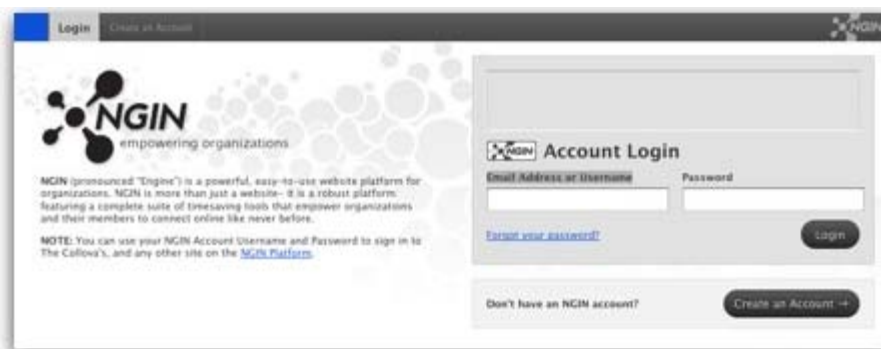 Login Create an Account
NGIN
NGIN
empowering organizations
NGIN (pronounced "Engine") is a powerful, easy-to-use website platform for
organizations. NGIN is more than just a website- it is a robust platform
featuring a complete suite of timesaving tools that empower organizations
and their members to connect online like never before.
NOTE: You can use your NGIN Account Username and Password to sign in to
The Collova's, and any other site on the NGIN Platform.
NGIN Account Login
Email Address or Username Password
Forgot your password? Login
Don't have an NGIN account? Create an Account →